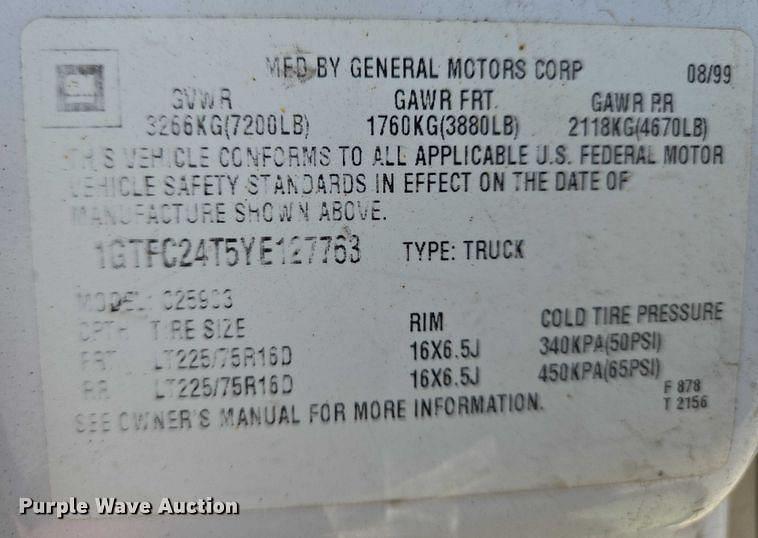 MFD BY GENERAL MOTORS CORP 08/99
GVWR GAWR FRT. GAWR RR
3266KG(7200LB) 1760KG(3880LB) 2118KG(4670LB)
THIS VEHICLE CONFORMS TO ALL APPLICABLE U.S. FEDERAL MOTOR
VEHICLE SAFETY STANDARDS IN EFFECT ON THE DATE OF
MANUFACTURE SHOWN ABOVE.
1GTFC24T5YE127763 TYPE: TRUCK
MODEL: C25903
TIRE SIZE RIM COLD TIRE PRESSURE
FRT LT225/75R16D 16X6.5J 340KPA(50PSI)
RR LT225/75R16D 16X6.5J 450KPA(65PSI)
SEE OWNER'S MANUAL FOR MORE INFORMATION.
F 878
T 2156
Purple Wave Auction